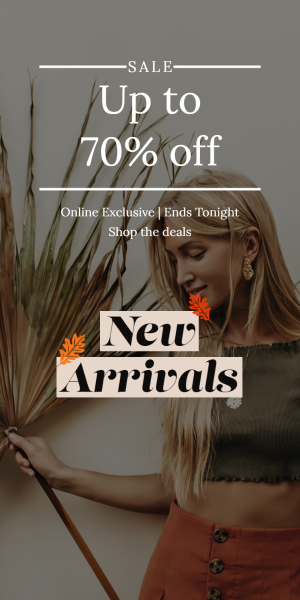 SALE
Up to
70% off
Online Exclusive | Ends Tonight
Shop the deals
New
Arrivals